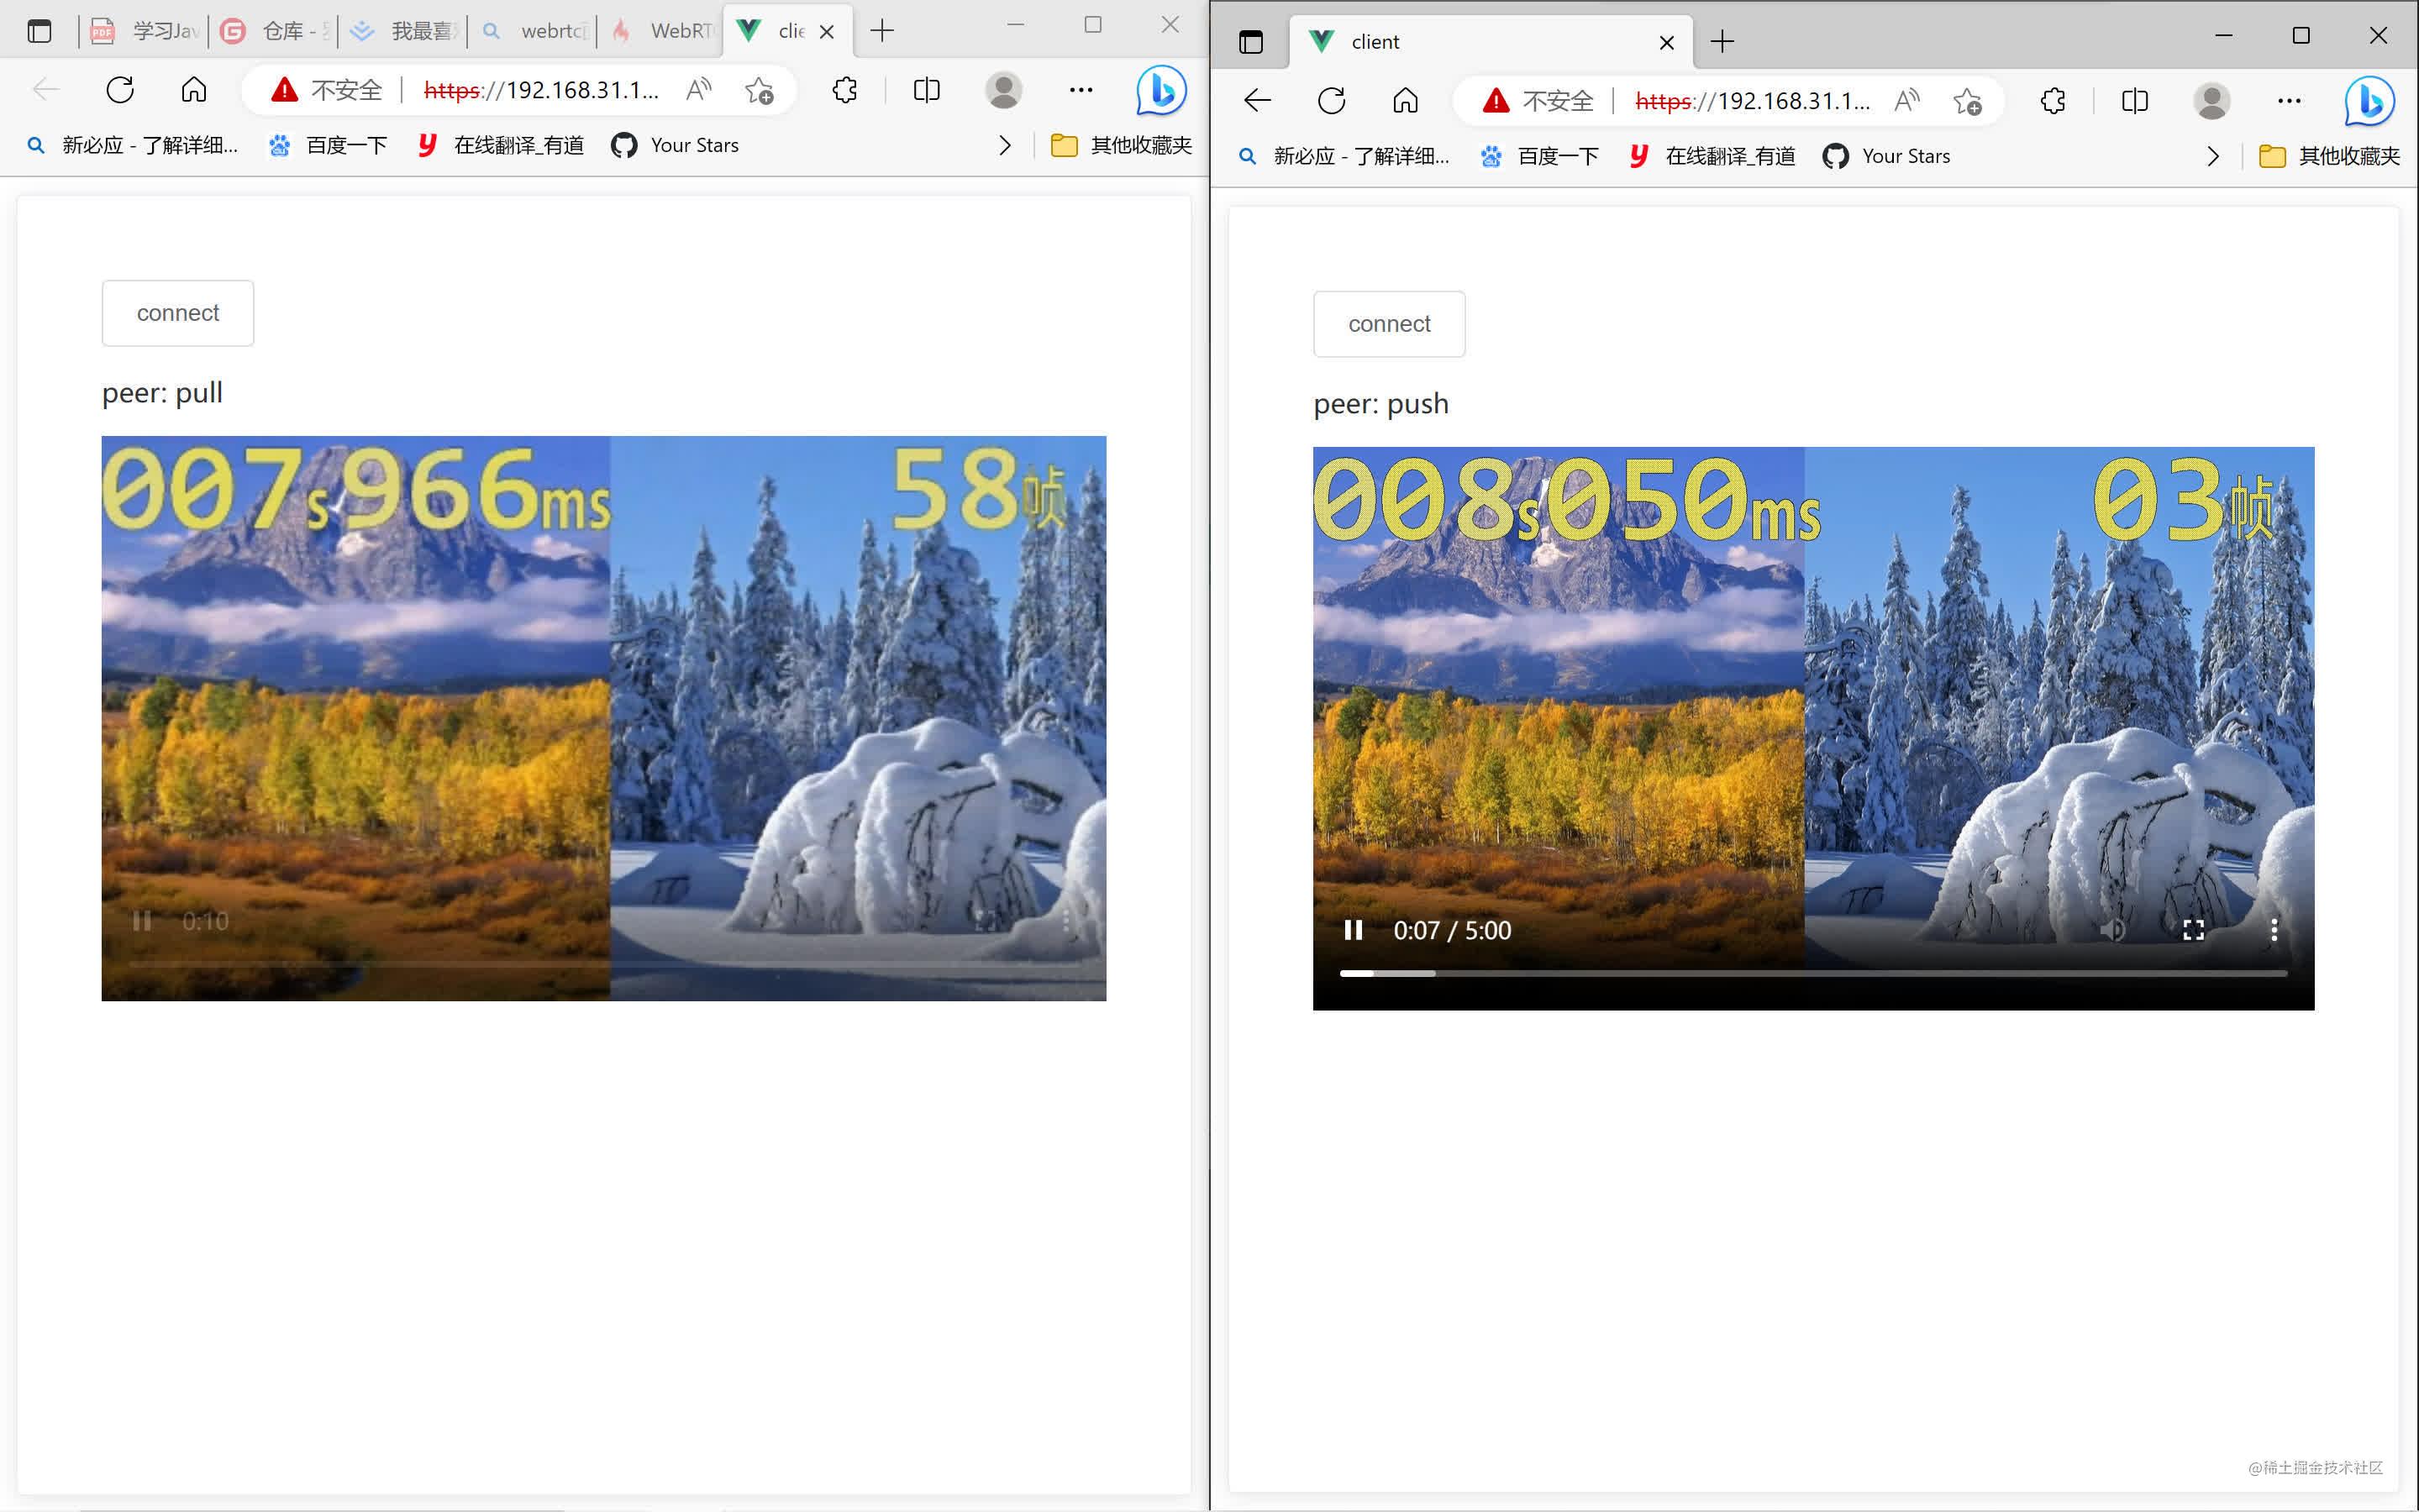 学习Jav
仓库 -
我最喜
webrtc
WebRT
clie
不安全
https://192.168.31.1...
新必应 - 了解详细...
百度一下
在线翻译_有道
Your Stars
其他收藏夹
connect
peer: pull
007s966ms
58帧
0:10
client
不安全
https://192.168.31.1...
新必应 - 了解详细...
百度一下
在线翻译_有道
Your Stars
其他收藏夹
connect
peer: push
008s050ms
03帧
0:07 / 5:00
@稀土掘金技术社区